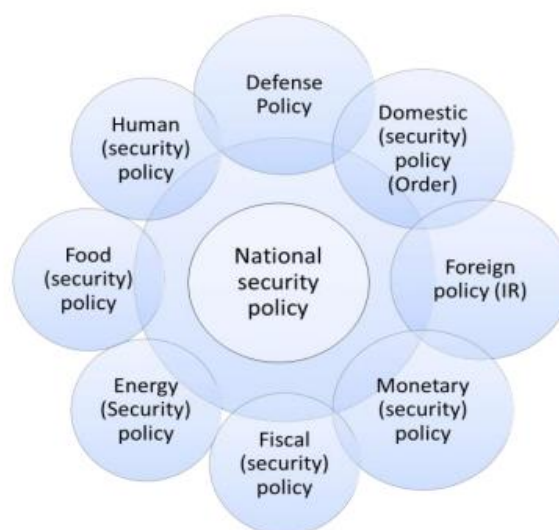 Defense
Policy
Domestic
(security)
policy
(Order)
Foreign
policy (IR)
Monetary
(security)
policy
Fiscal
(security)
policy
Energy
(Security)
policy
Food
(security)
policy
Human
(security)
policy
National
security
policy